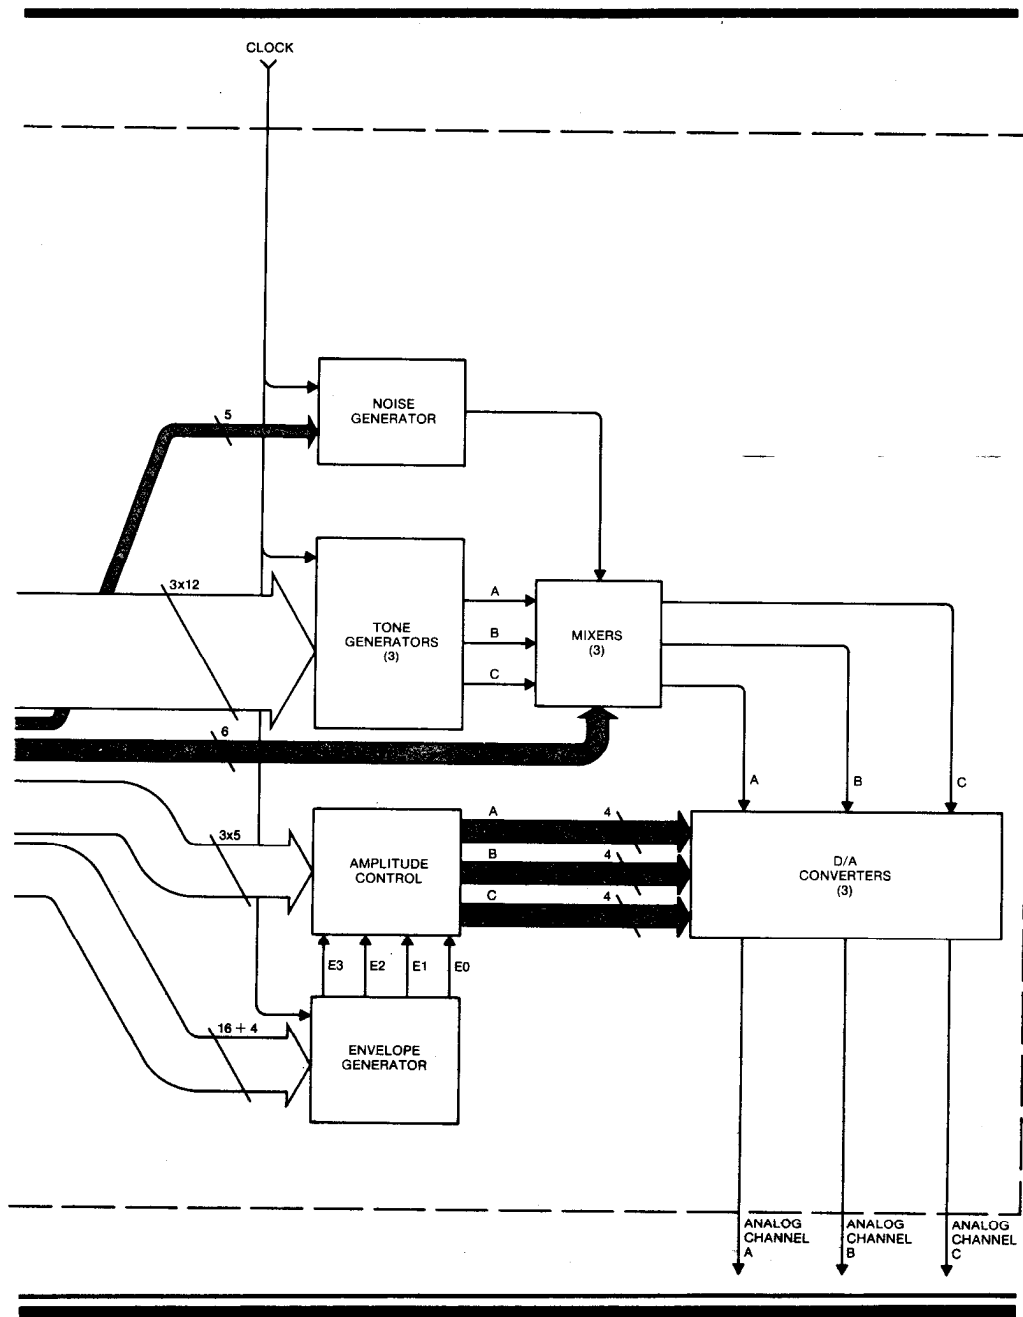 CLOCK
5
NOISE
GENERATOR
3x12
TONE
GENERATORS
(3)
A
B
C
MIXERS
(3)
6
A
B
C
3x5
AMPLITUDE
CONTROL
A
4
B
4
C
4
D/A
CONVERTERS
(3)
E3
E2
E1
E0
16 + 4
ENVELOPE
GENERATOR
ANALOG
CHANNEL
A
ANALOG
CHANNEL
B
ANALOG
CHANNEL
C